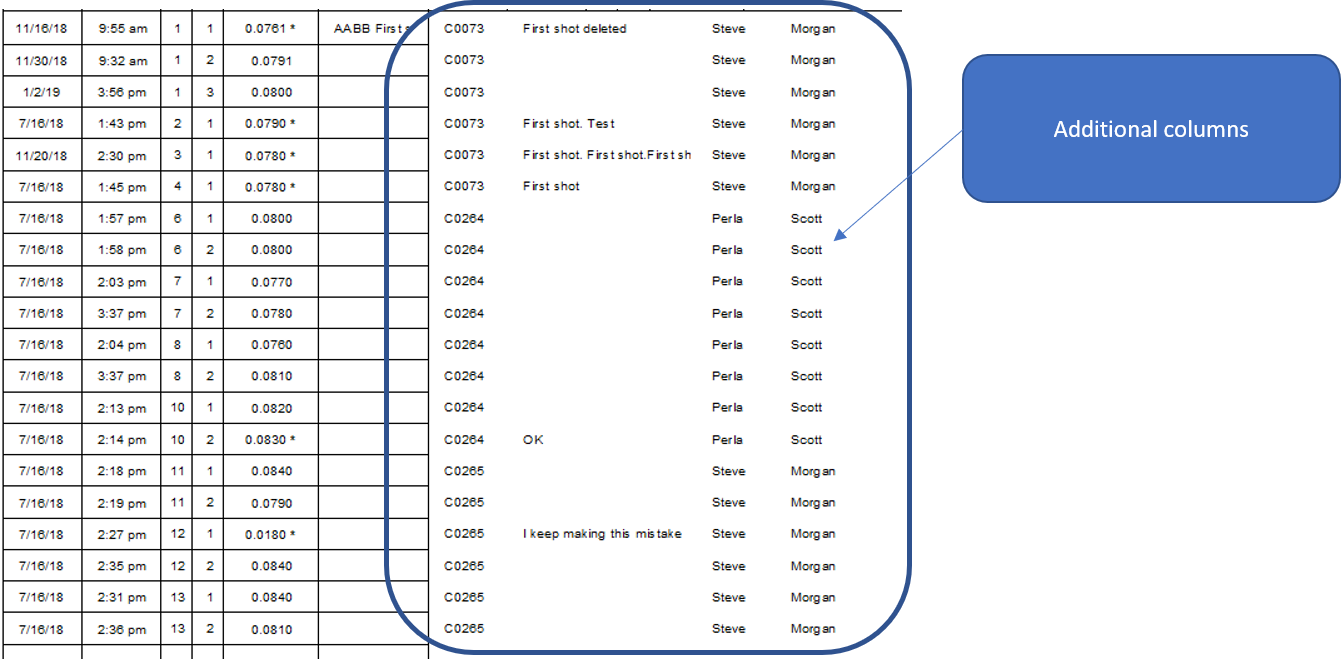 11/16/18 9:55 am 1 1 0.0761 * AABB First s C0073 First shot deleted Steve Morgan
11/30/18 9:32 am 1 2 0.0791 C0073 Steve Morgan
1/2/19 3:56 pm 1 3 0.0800 C0073 Steve Morgan
7/16/18 1:43 pm 2 1 0.0790 * C0073 First shot. Test Steve Morgan
11/20/18 2:30 pm 3 1 0.0780 * C0073 First shot. First shot.First sh Steve Morgan
7/16/18 1:45 pm 4 1 0.0780 * C0073 First shot Steve Morgan
7/16/18 1:57 pm 6 1 0.0800 C0264 Perla Scott
7/16/18 1:58 pm 6 2 0.0800 C0264 Perla Scott
7/16/18 2:03 pm 7 1 0.0770 C0264 Perla Scott
7/16/18 3:37 pm 7 2 0.0780 C0264 Perla Scott
7/16/18 2:04 pm 8 1 0.0760 C0264 Perla Scott
7/16/18 3:37 pm 8 2 0.0810 C0264 Perla Scott
7/16/18 2:13 pm 10 1 0.0820 C0264 Perla Scott
7/16/18 2:14 pm 10 2 0.0830 * C0264 OK Perla Scott
7/16/18 2:18 pm 11 1 0.0840 C0265 Steve Morgan
7/16/18 2:19 pm 11 2 0.0790 C0265 Steve Morgan
7/16/18 2:27 pm 12 1 0.0180 * C0265 I keep making this mistake Steve Morgan
7/16/18 2:35 pm 12 2 0.0840 C0265 Steve Morgan
7/16/18 2:31 pm 13 1 0.0840 C0265 Steve Morgan
7/16/18 2:36 pm 13 2 0.0810 C0265 Steve Morgan
Additional columns